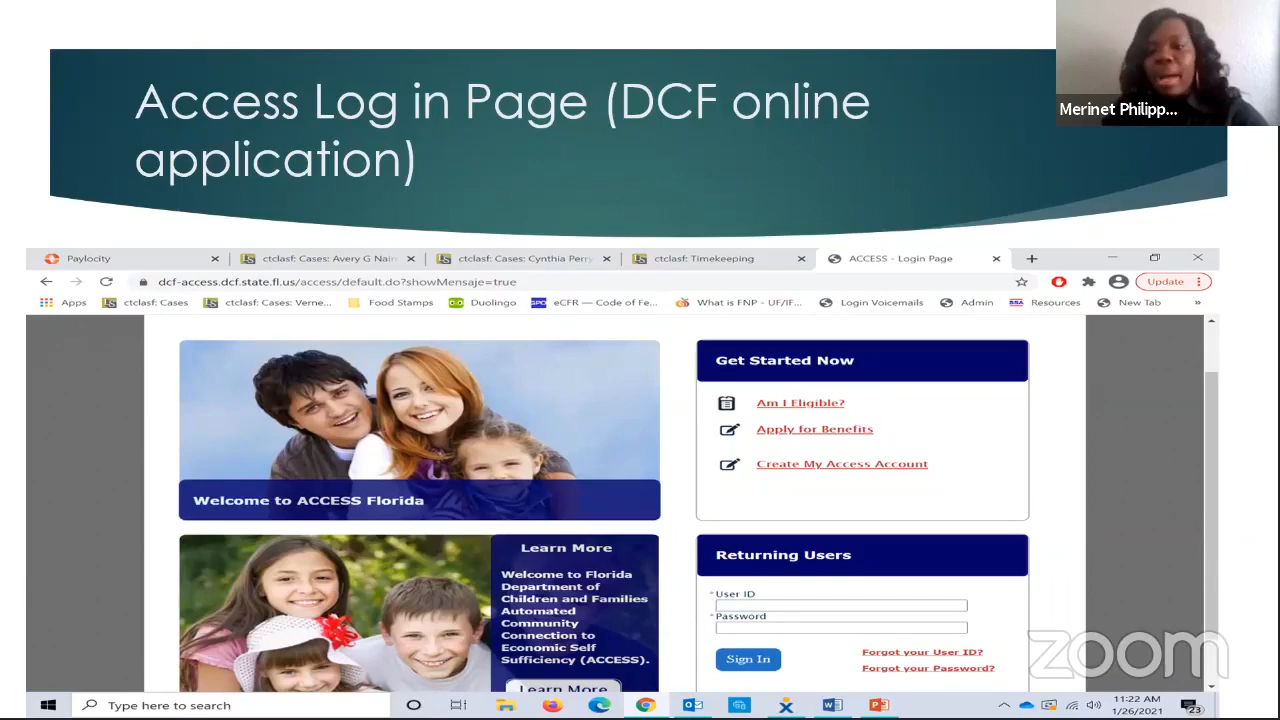 Access Log in Page (DCF online
application)
Merinet Philipp...
Paylocity
ctclasf: Cases: Avery G Nain
ctclasf: Cases: Cynthia Perry
ctclasf: Timekeeping
ACCESS - Login Page
dcf-access.dcf.state.fl.us/access/default.do?showMendaje=true
Update
Apps
ctclasf: Cases
ctclasf: Cases: Verne...
Food Stamps
Duolingo
GPO
eCFR — Code of Fe...
What is FNP - UF/IF...
Login Voicemails
Admin
Resources
New Tab
»
Get Started Now
Am I Eligible?
Apply for Benefits
Create My Access Account
Welcome to ACCESS Florida
Learn More
Welcome to Florida
Department of
Children and Families
Automated
Community
Connection to
Economic Self
Sufficiency (ACCESS).
Learn More
Returning Users
*User ID
*Password
Sign In
Forgot your User ID?
Forgot your Password?
zoom
Type here to search
11:22 AM
1/26/2021
23